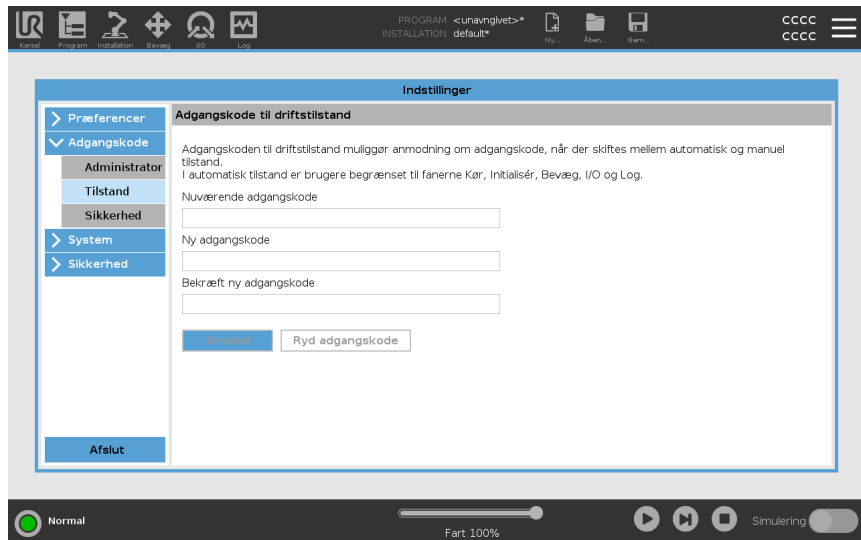 PROGRAM <unavngivet>*
INSTALLATION default*
cccc
cccc
Kørsel Program Installation Bevæg I/O Log Ny... Åben... Gem...
Indstillinger
Præferencer
Adgangskode
Administrator
Tilstand
Sikkerhed
System
Sikkerhed
Afslut
Adgangskode til driftstilstand
Adgangskoden til driftstilstand muliggør anmodning om adgangskode, når der skiftes mellem automatisk og manuel
tilstand.
I automatisk tilstand er brugere begrænset til fanerne Kør, Initialisér, Bevæg, I/O og Log.
Nuværende adgangskode
Ny adgangskode
Bekræft ny adgangskode
Anvend Ryd adgangskode
Normal
Fart 100%
Simulering